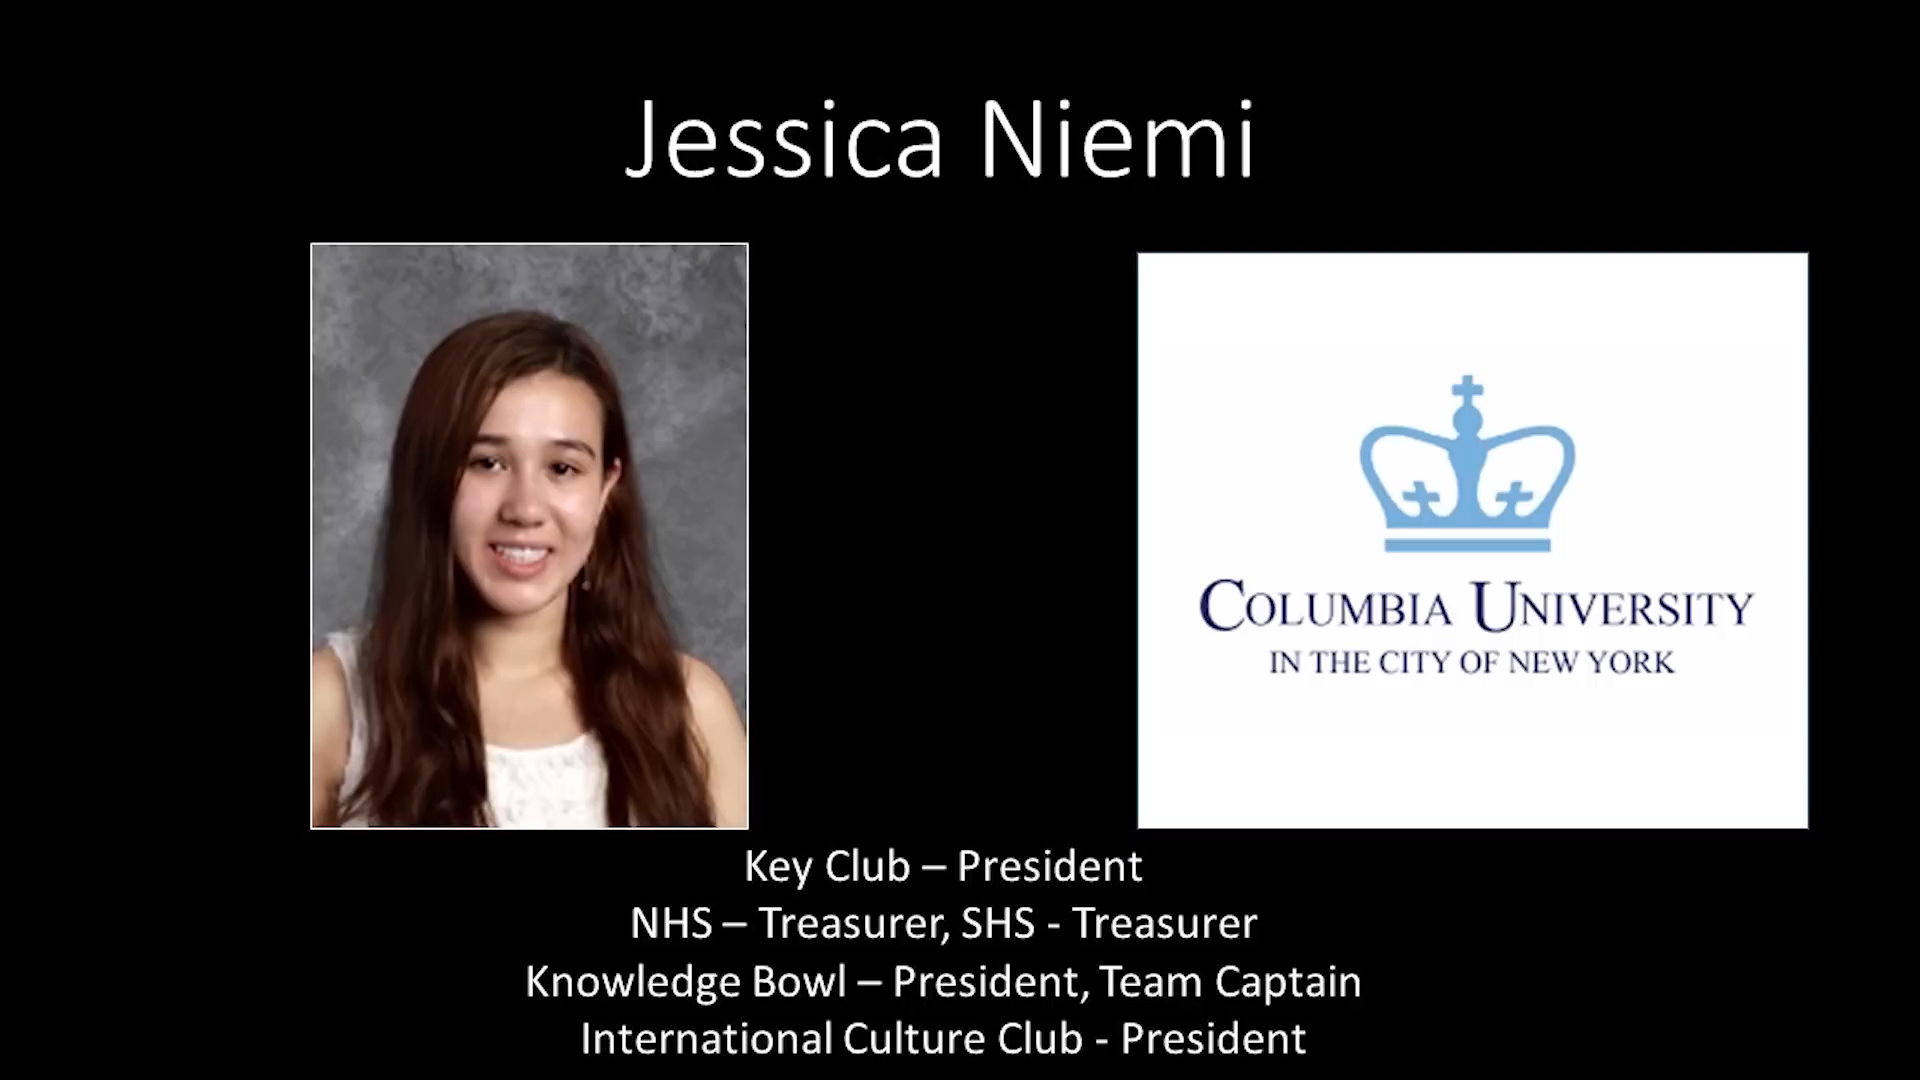 Jessica Niemi
COLUMBIA UNIVERSITY
IN THE CITY OF NEW YORK
Key Club – President
NHS – Treasurer, SHS - Treasurer
Knowledge Bowl – President, Team Captain
International Culture Club - President